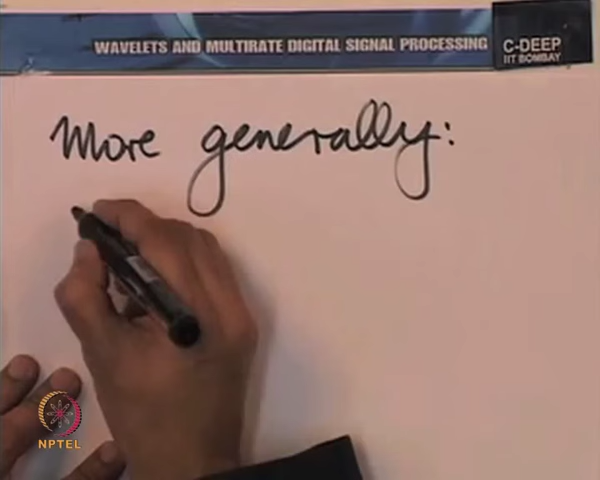 WAVELETS AND MULTIRATE DIGITAL SIGNAL PROCESSING
C-DEEP
IIT BOMBAY
More generally:
NPTEL